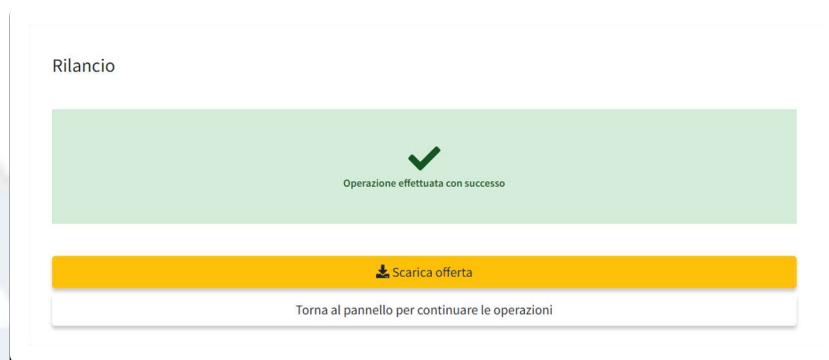 Rilancio
Operazione effettuata con successo
Scarica offerta
Torna al pannello per continuare le operazioni